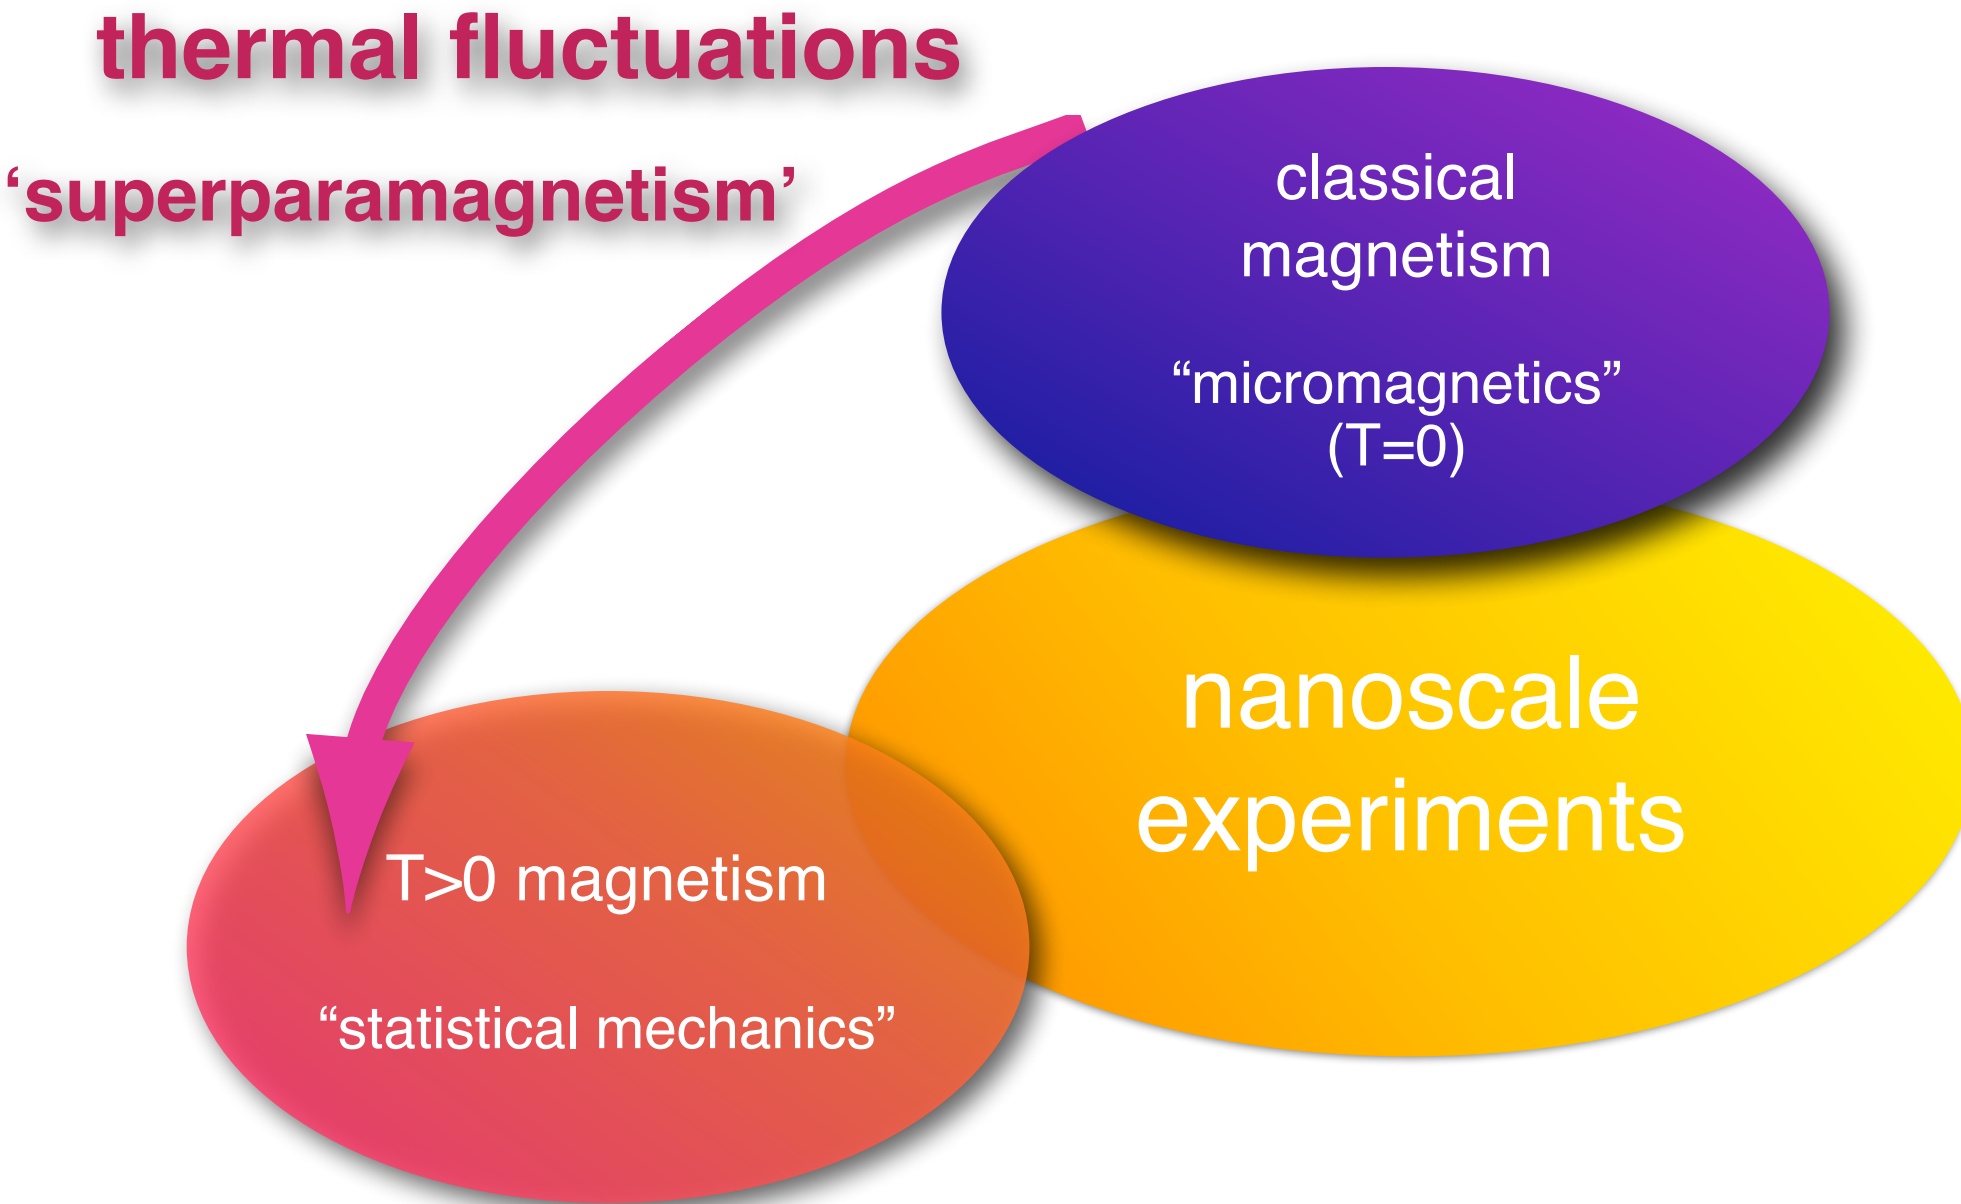 thermal fluctuations
‘superparamagnetism’
classical
magnetism
“micromagnetics”
(T=0)
nanoscale
experiments
T>0 magnetism
“statistical mechanics”